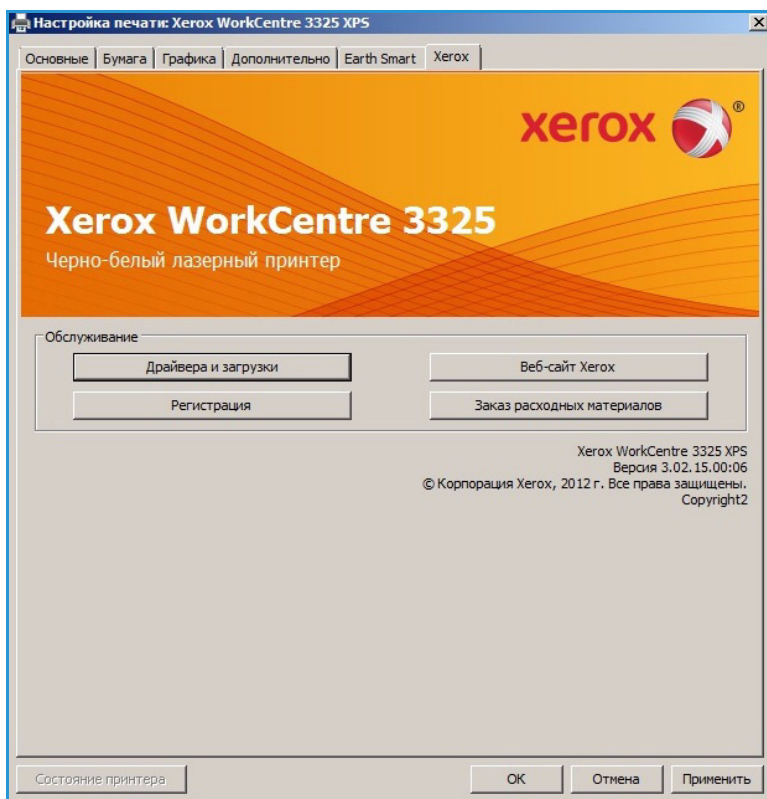 Настройка печати: Xerox WorkCentre 3325 XPS
Основные Бумага Графика Дополнительно Earth Smart Xerox
xerox ®
Xerox WorkCentre 3325
Черно-белый лазерный принтер
Обслуживание
Драйвера и загрузки Веб-сайт Xerox
Регистрация Заказ расходных материалов
Xerox WorkCentre 3325 XPS
Версия 3.02.15.00:06
© Корпорация Xerox, 2012 г. Все права защищены.
Copyright2
Состояние принтера OK Отмена Применить